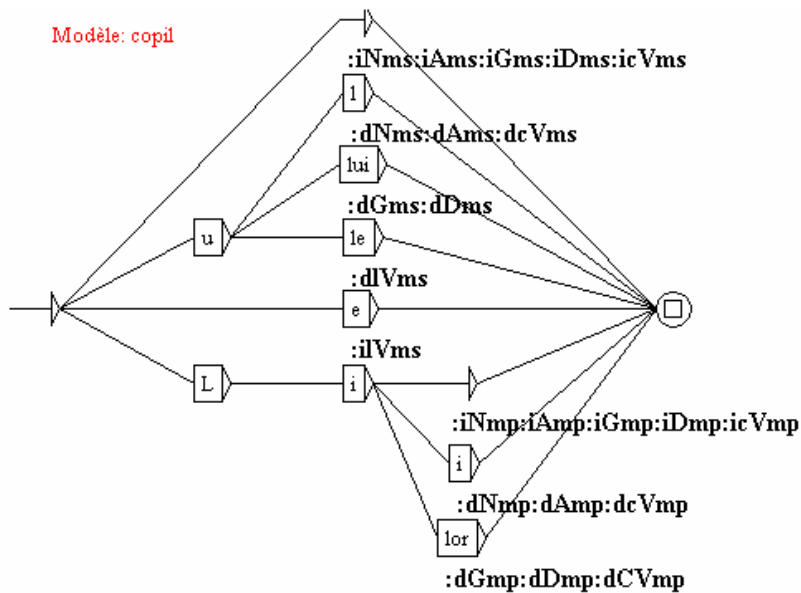 Modèle: copil
:iNms:iAms:iGms:iDms:icVms
l
:dNms:dAms:dcVms
lui
:dGms:dDms
u
le
:dlVms
e
:ilVms
L
i
:iNmp:iAmp:iGmp:iDmp:icVmp
i
:dNmp:dAmp:dcVmp
lor
:dGmp:dDmp:dCVmp